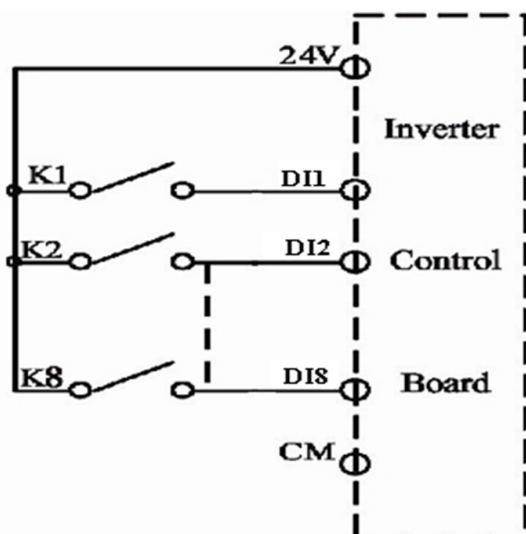 24V
Inverter
K1 DI1
K2 DI2 Control
K8 DI8 Board
CM